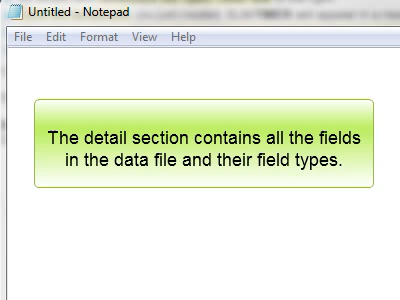 Untitled - Notepad
File Edit Format View Help
The detail section contains all the fields
in the data file and their field types.